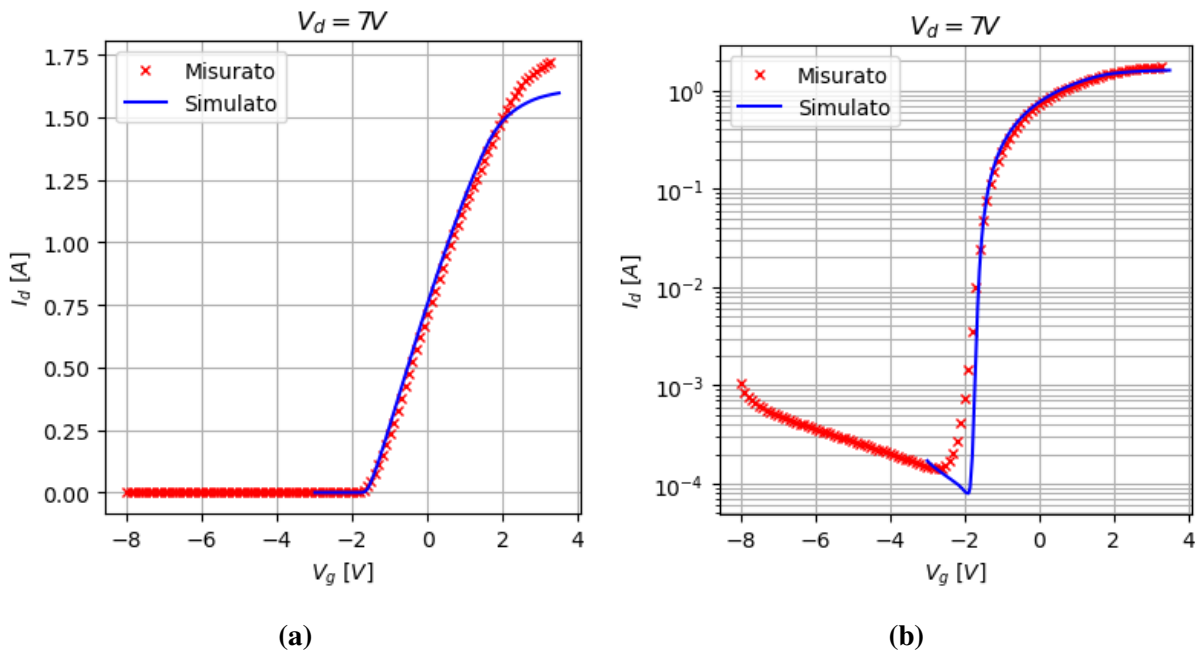 V_d = 7V
Misurato
Simulato
1.75
1.50
1.25
1.00
0.75
0.50
0.25
0.00
I_d [A]
−8 −6 −4 −2 0 2 4
V_g [V]
(a)
V_d = 7V
Misurato
Simulato
10^0
10^−1
10^−2
10^−3
10^−4
I_d [A]
−8 −6 −4 −2 0 2 4
V_g [V]
(b)